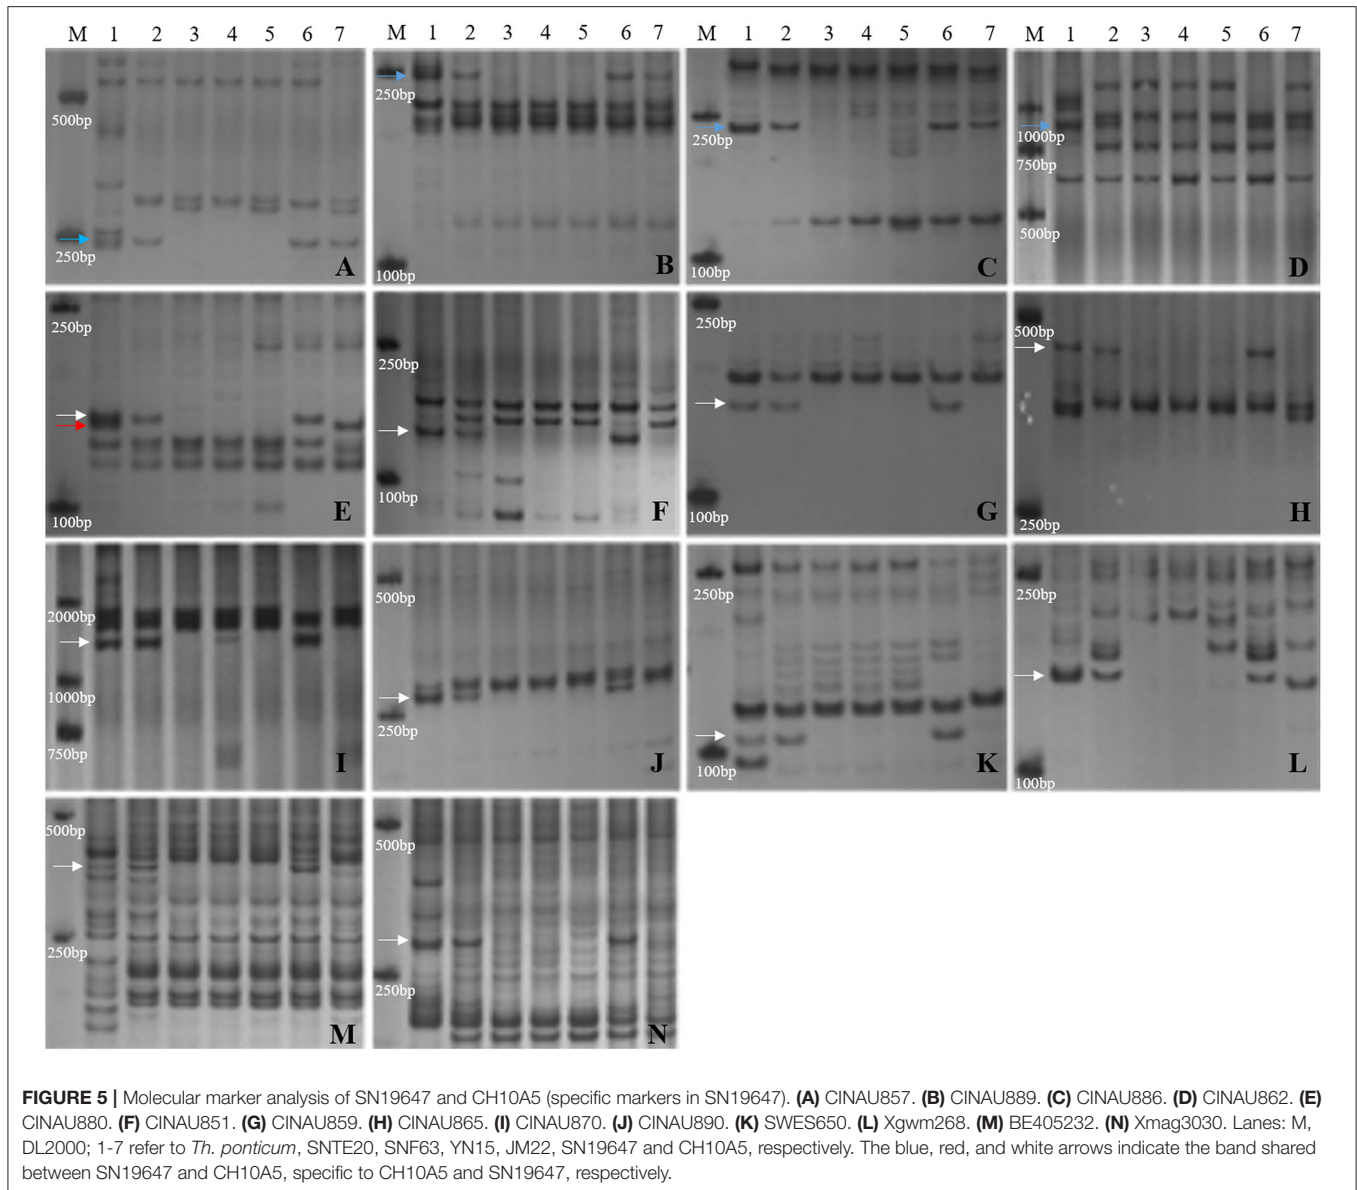 M 1 2 3 4 5 6 7 M 1 2 3 4 5 6 7 M 1 2 3 4 5 6 7 M 1 2 3 4 5 6 7
500bp
250bp
A
250bp
100bp
B
250bp
100bp
C
1000bp
750bp
500bp
D
250bp
100bp
E
250bp
100bp
F
250bp
100bp
G
500bp
250bp
H
2000bp
1000bp
750bp
I
500bp
250bp
J
250bp
100bp
K
250bp
100bp
L
500bp
250bp
M
500bp
250bp
N
FIGURE 5 | Molecular marker analysis of SN19647 and CH10A5 (specific markers in SN19647). (A) CINAU857. (B) CINAU889. (C) CINAU886. (D) CINAU862. (E)
CINAU880. (F) CINAU851. (G) CINAU859. (H) CINAU865. (I) CINAU870. (J) CINAU890. (K) SWES650. (L) Xgwm268. (M) BE405232. (N) Xmag3030. Lanes: M,
DL2000; 1-7 refer to Th. ponticum, SNTE20, SNF63, YN15, JM22, SN19647 and CH10A5, respectively. The blue, red, and white arrows indicate the band shared
between SN19647 and CH10A5, specific to CH10A5 and SN19647, respectively.